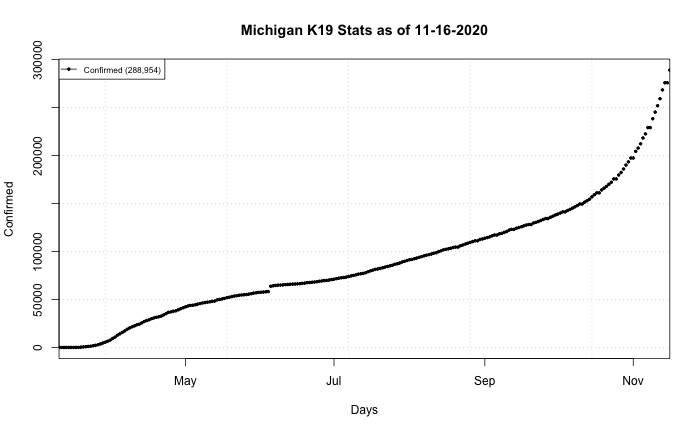 Michigan K19 Stats as of 11-16-2020
Confirmed (288,954)
300000
200000
100000
50000
0
Confirmed
May Jul Sep Nov
Days